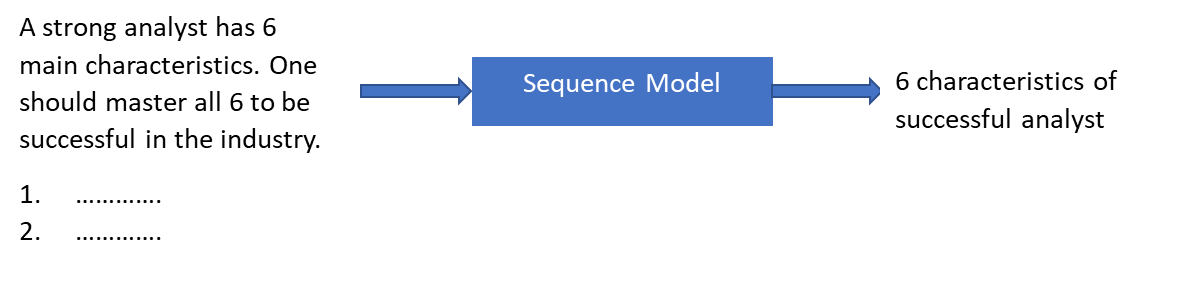 A strong analyst has 6
main characteristics. One
should master all 6 to be
successful in the industry.
1. .............
2. .............
Sequence Model
6 characteristics of
successful analyst